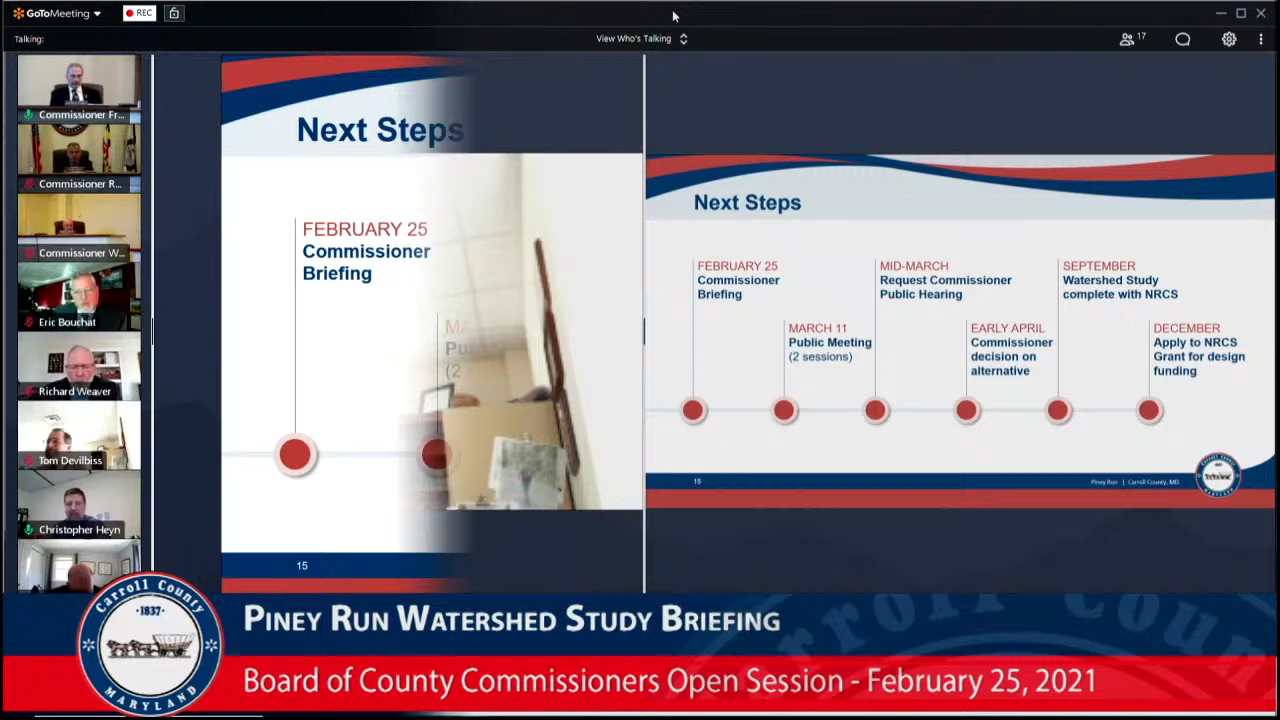 GoToMeeting
REC
Talking:
View Who's Talking
17
Commissioner Fr...
Commissioner R...
Commissioner W...
Eric Bouchat
Richard Weaver
Tom Devilbiss
Christopher Heyn
Next Steps
FEBRUARY 25
Commissioner
Briefing
MA
Pu
(2
15
Next Steps
FEBRUARY 25
Commissioner
Briefing
MARCH 11
Public Meeting
(2 sessions)
MID-MARCH
Request Commissioner
Public Hearing
EARLY APRIL
Commissioner
decision on
alternative
SEPTEMBER
Watershed Study
complete with NRCS
DECEMBER
Apply to NRCS
Grant for design
funding
15
Piney Run | Carroll County, MD
Carroll County
1837
MARYLAND
PINEY RUN WATERSHED STUDY BRIEFING
Board of County Commissioners Open Session - February 25, 2021